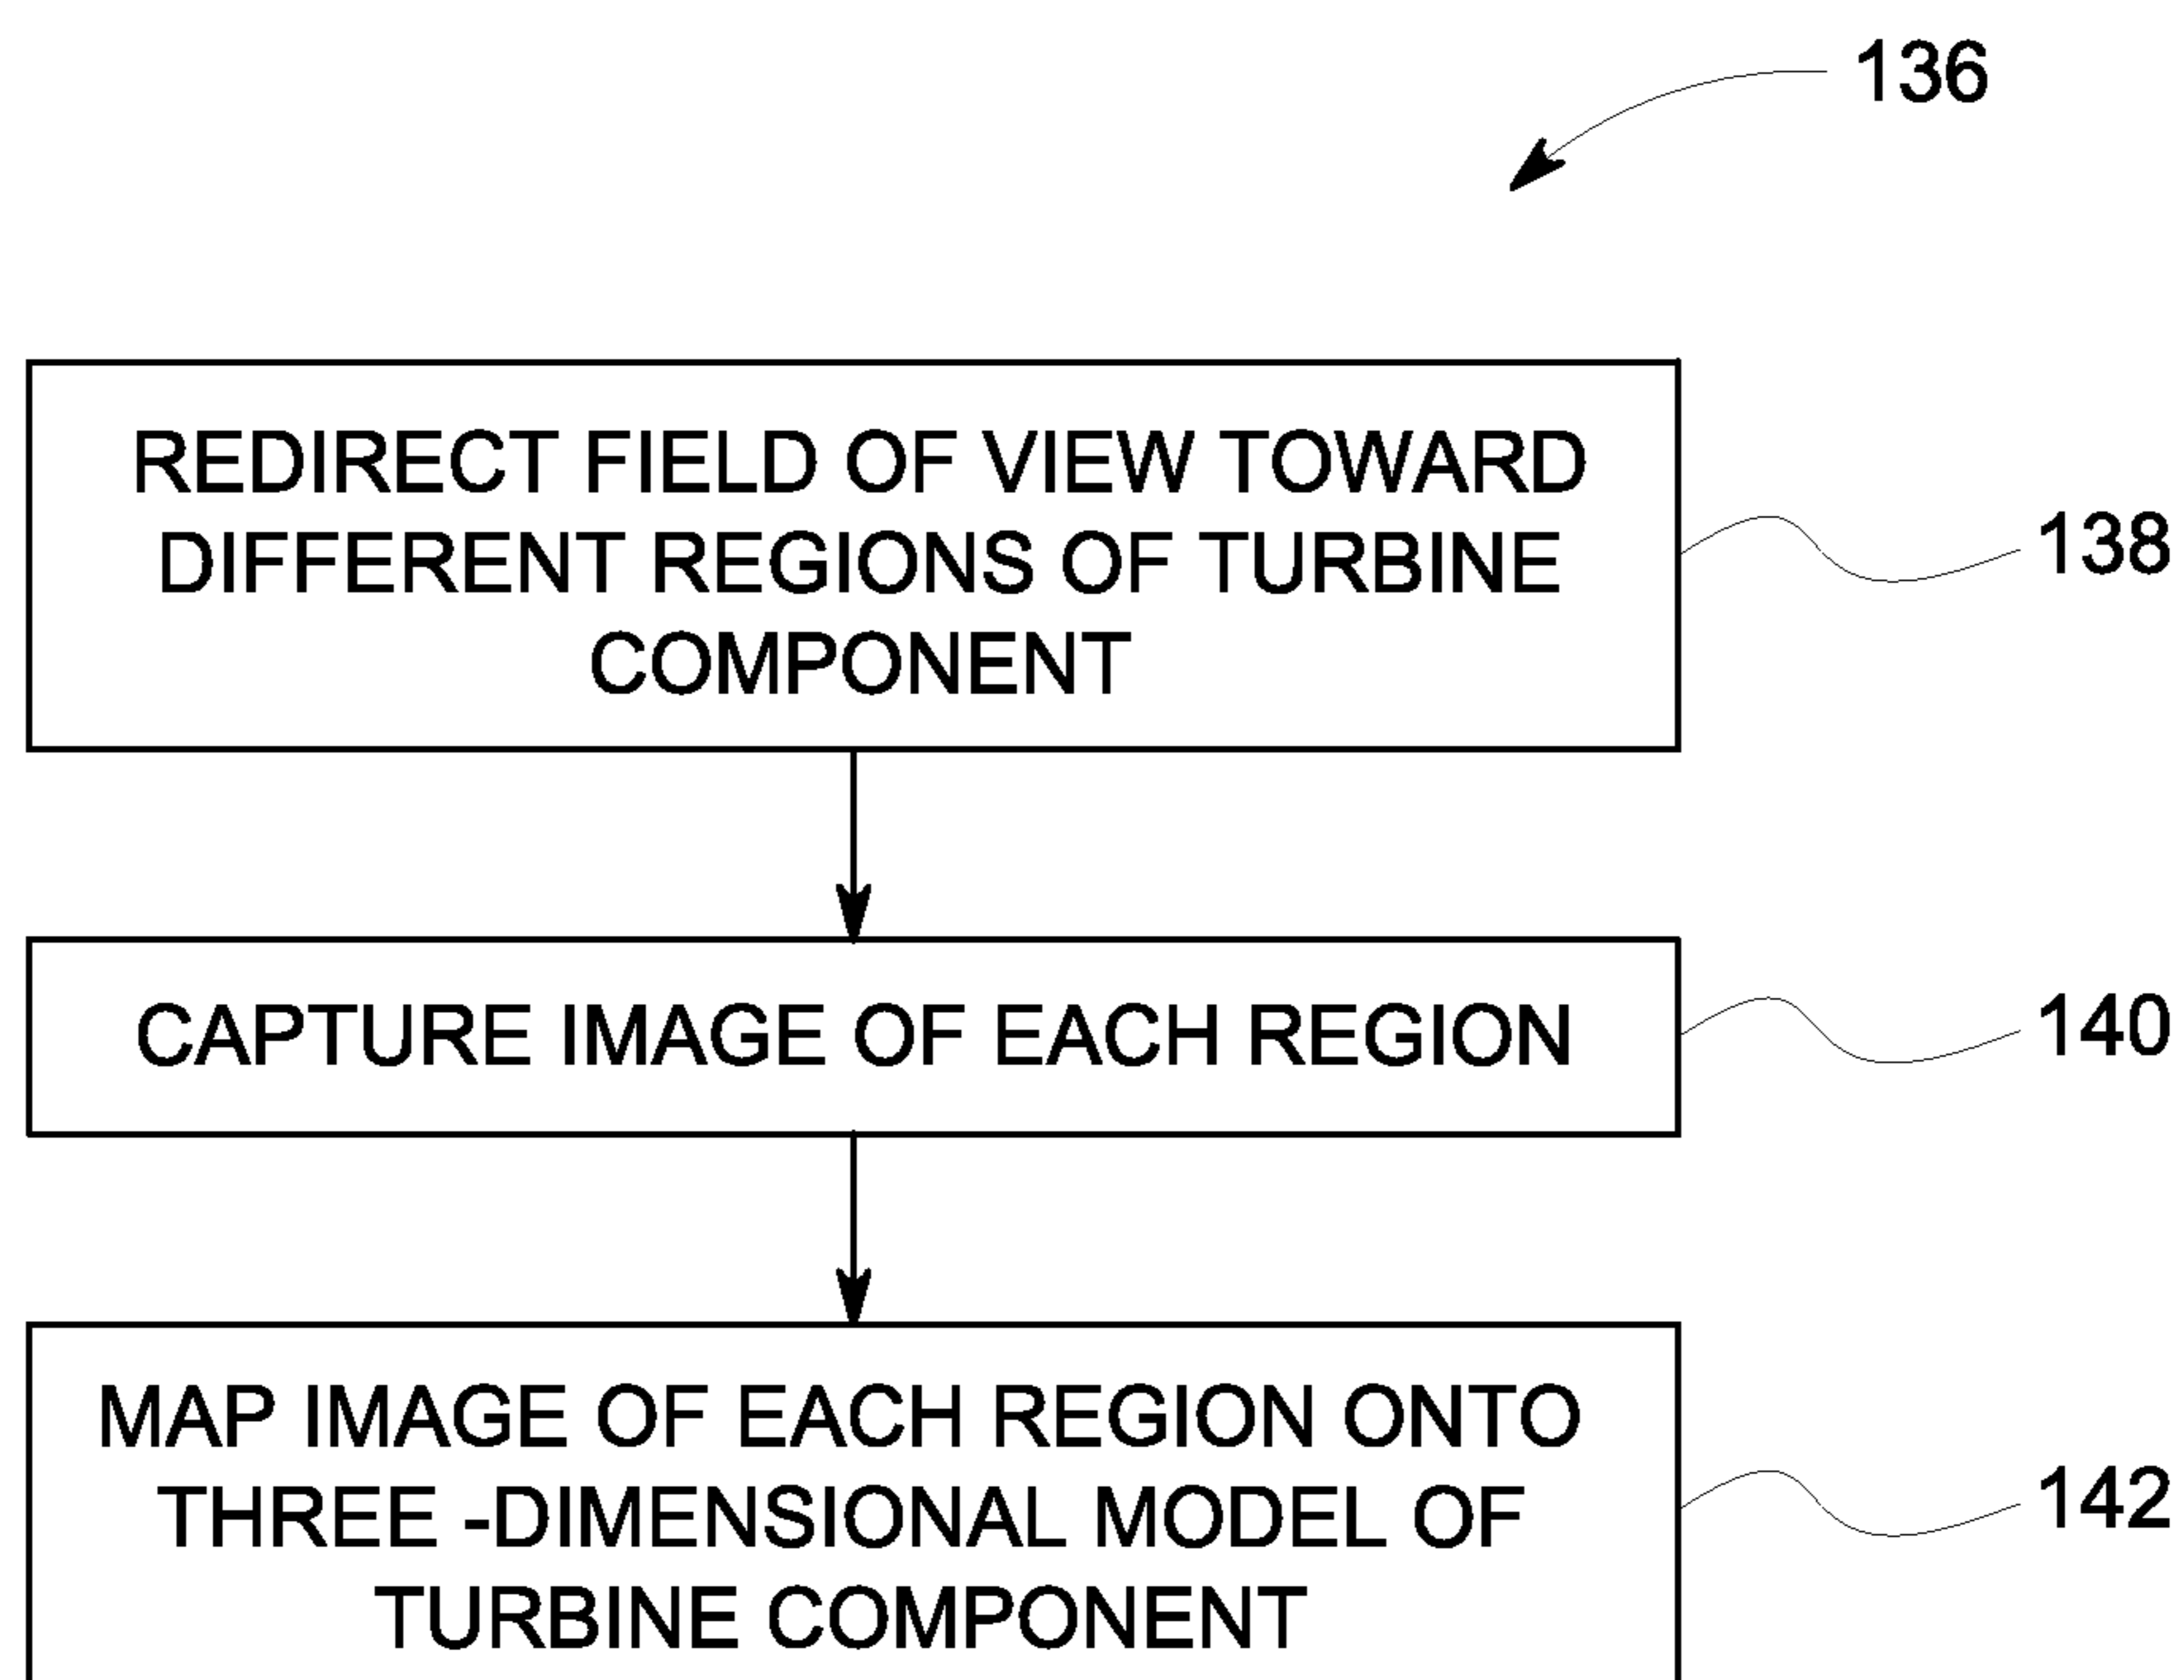 136
REDIRECT FIELD OF VIEW TOWARD
DIFFERENT REGIONS OF TURBINE
COMPONENT
138
CAPTURE IMAGE OF EACH REGION
140
MAP IMAGE OF EACH REGION ONTO
THREE -DIMENSIONAL MODEL OF
TURBINE COMPONENT
142